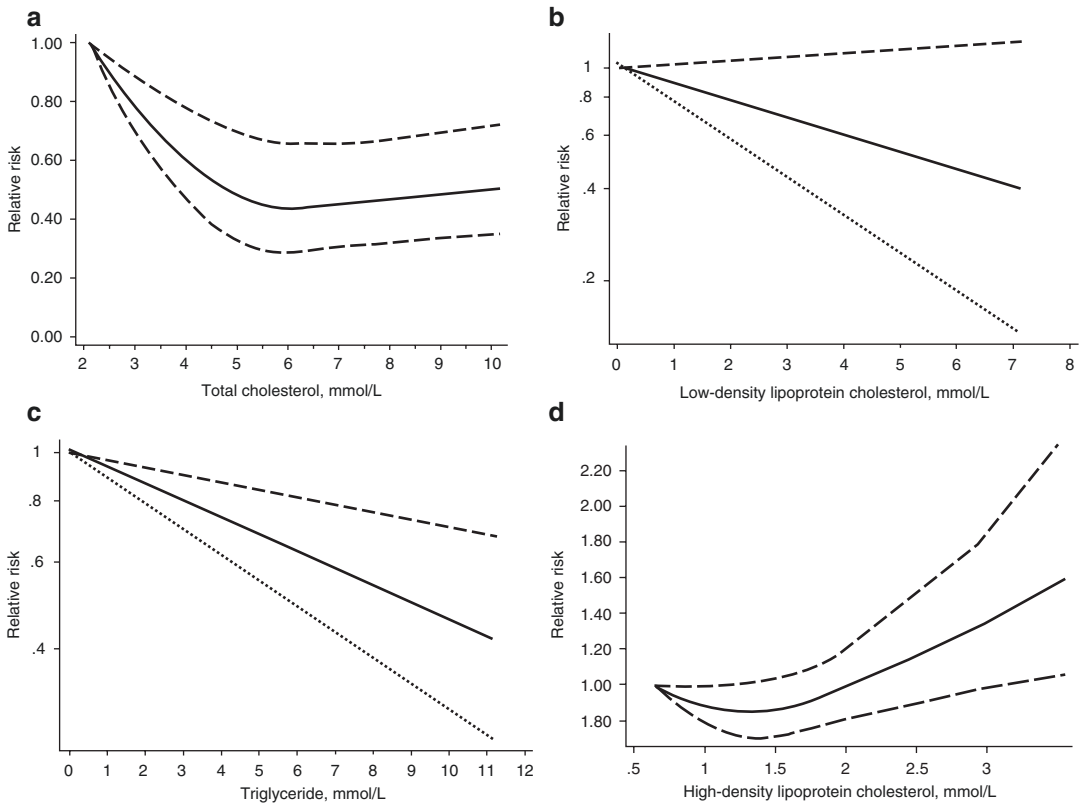 a
1.00
0.80
0.60
0.40
0.20
0.00
Relative risk
2 3 4 5 6 7 8 9 10
Total cholesterol, mmol/L
b
1
.8
.6
.4
.2
Relative risk
0 1 2 3 4 5 6 7 8
Low-density lipoprotein cholesterol, mmol/L
c
1
.8
.6
.4
Relative risk
0 1 2 3 4 5 6 7 8 9 10 11 12
Triglyceride, mmol/L
d
2.20
2.00
1.80
1.60
1.40
1.20
1.00
1.80
Relative risk
.5 1 1.5 2 2.5 3
High-density lipoprotein cholesterol, mmol/L